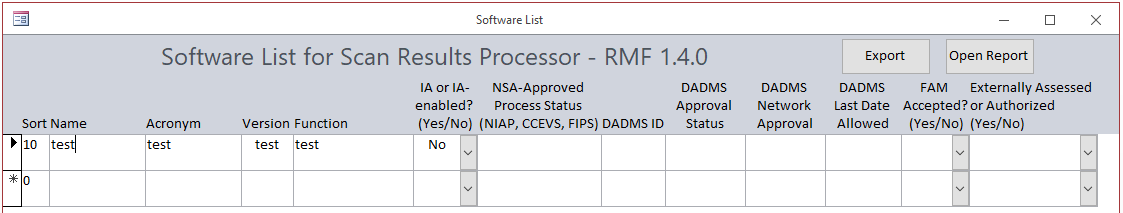 Software List
Software List for Scan Results Processor - RMF 1.4.0
Export
Open Report
IA or IA-
enabled?
(Yes/No)
NSA-Approved
Process Status
(NIAP, CCEVS, FIPS)
DADMS
Approval
Status
DADMS
Network
Approval
DADMS
Last Date
Allowed
FAM
Accepted?
(Yes/No)
Externally Assessed
or Authorized
(Yes/No)
Sort Name Acronym Version Function DADMS ID
10 test test test test No
* 0